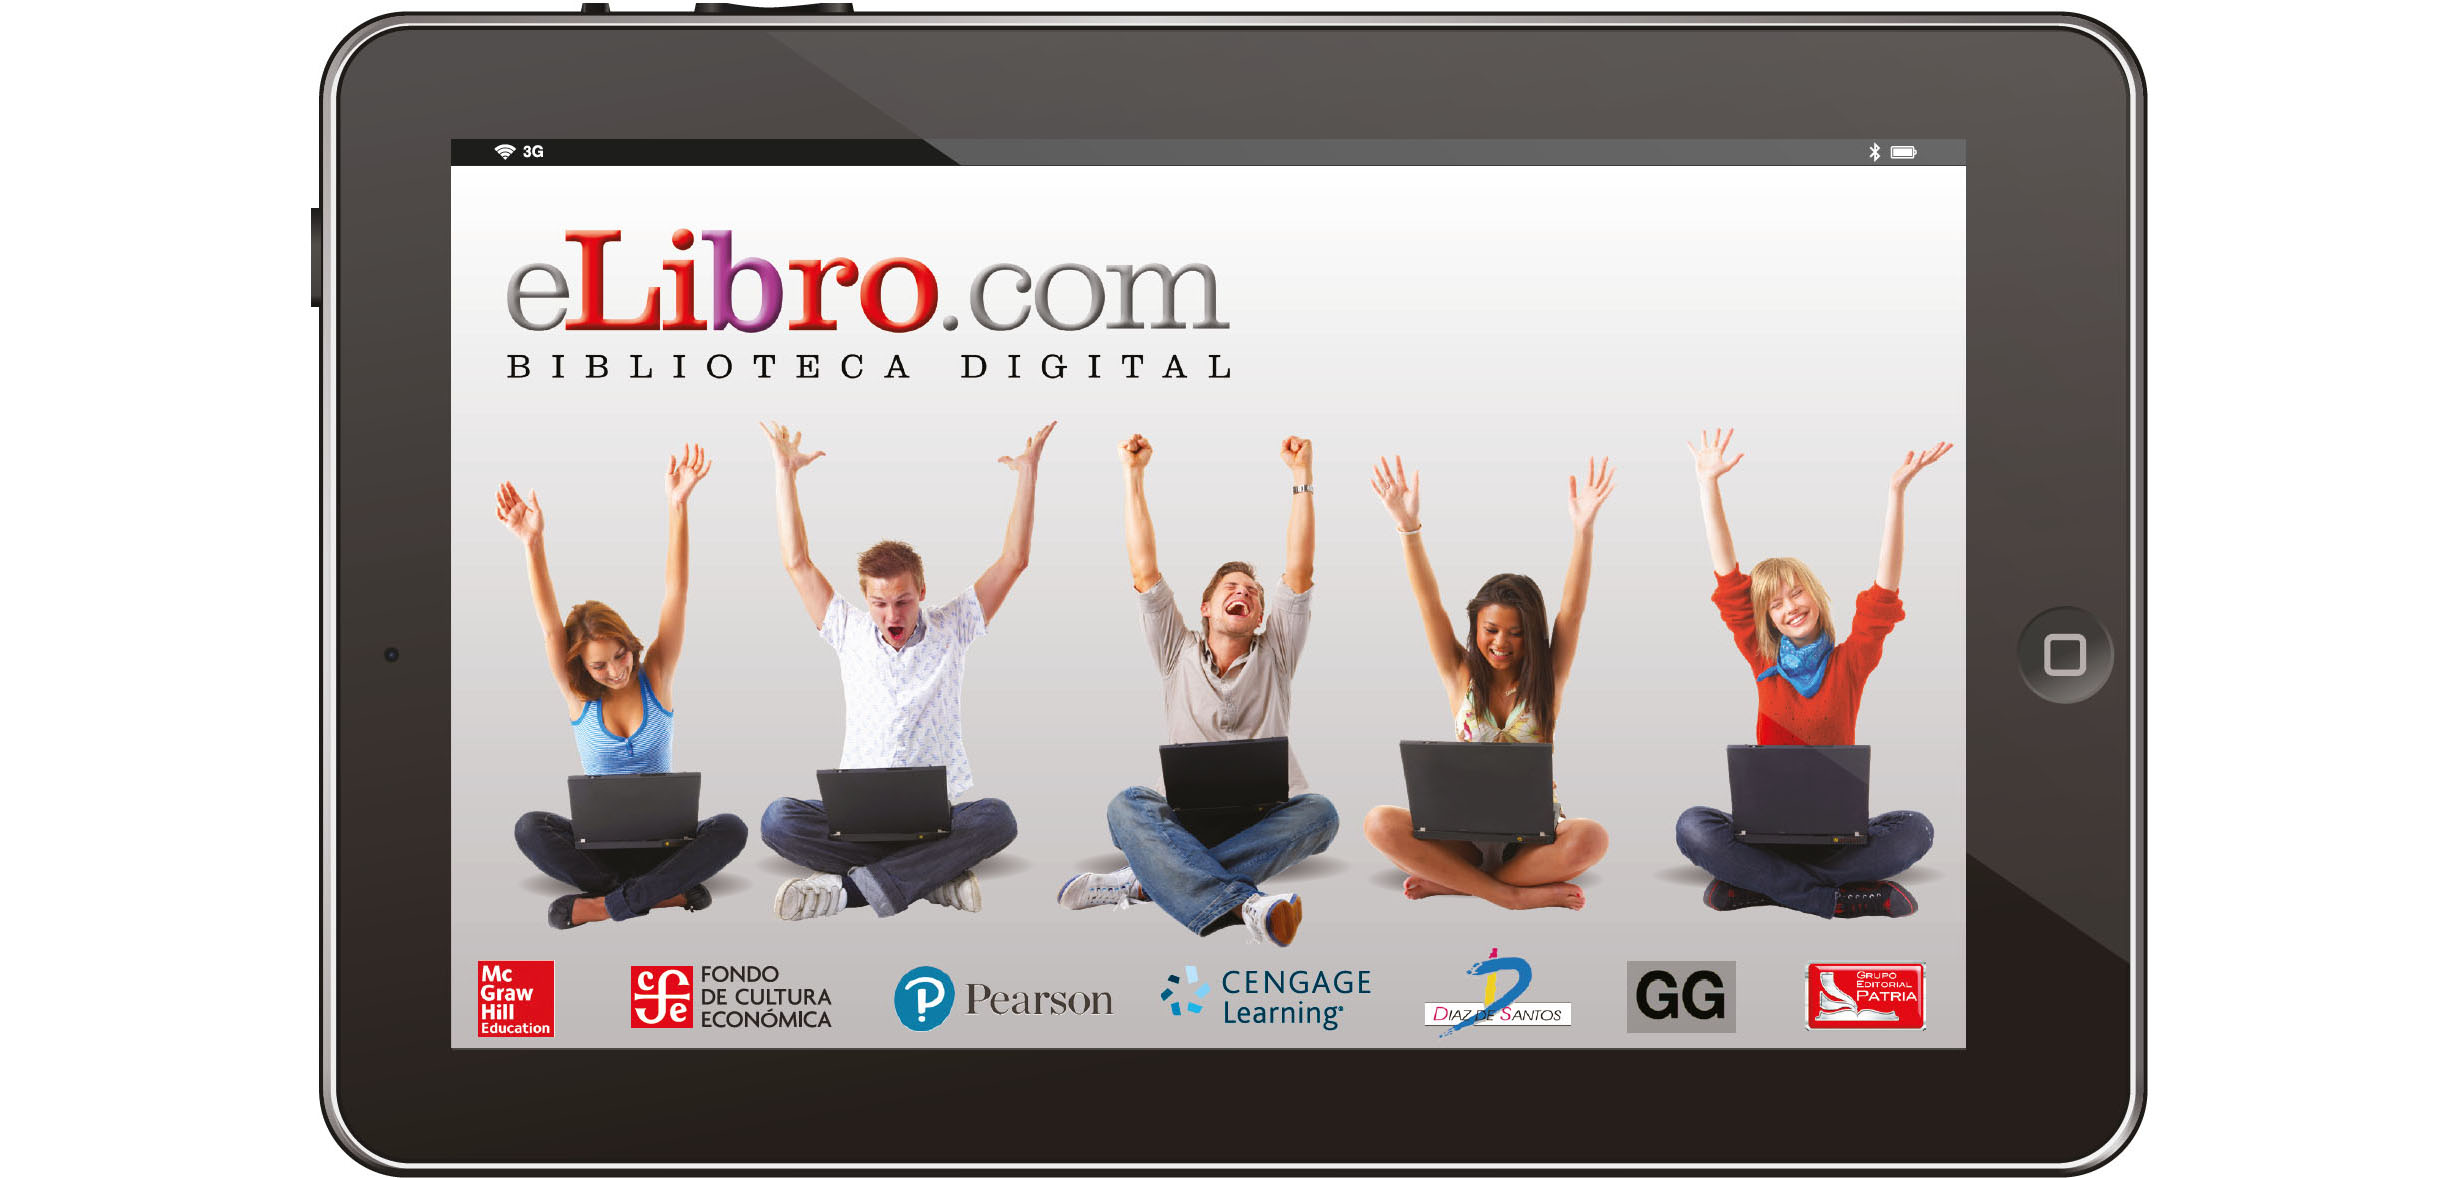 3G
eLibro.com
BIBLIOTECA DIGITAL
Mc
Graw
Hill
Education
cfe
FONDO
DE CULTURA
ECONÓMICA
P Pearson
CENGAGE
Learning®
DIAZ DE SANTOS
GG
GRUPO
EDITORIAL
PATRIA